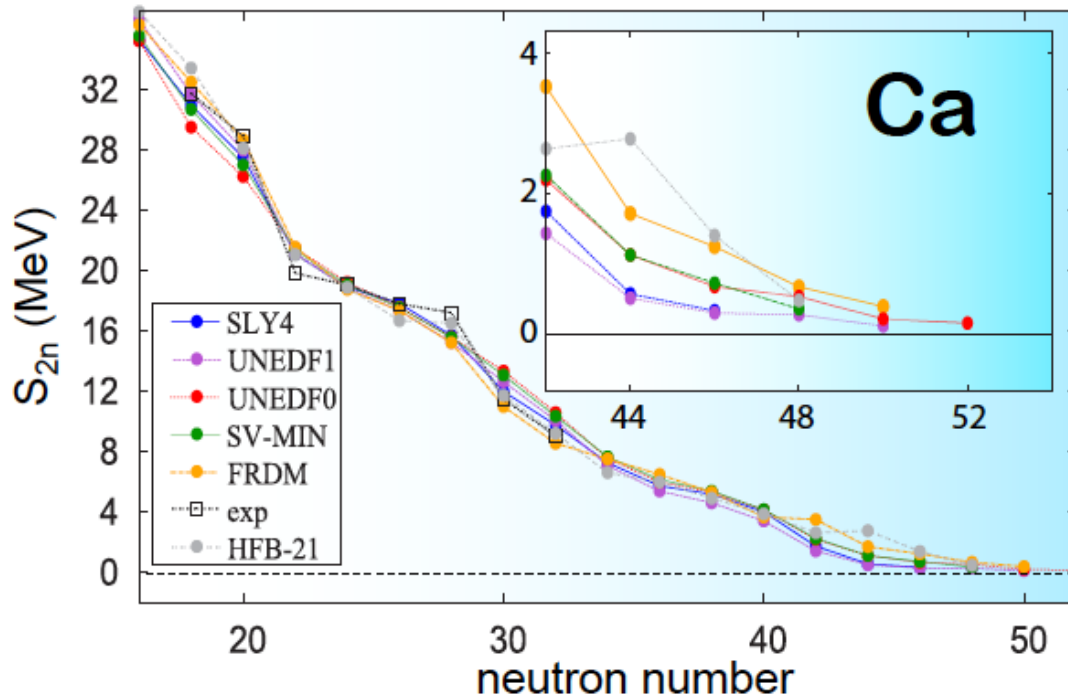 S2n (MeV)
32
28
24
20
16
12
8
4
0
SLY4
UNEDF1
UNEDF0
SV-MIN
FRDM
exp
HFB-21
Ca
4
2
0
44
48
52
20
30
40
50
neutron number